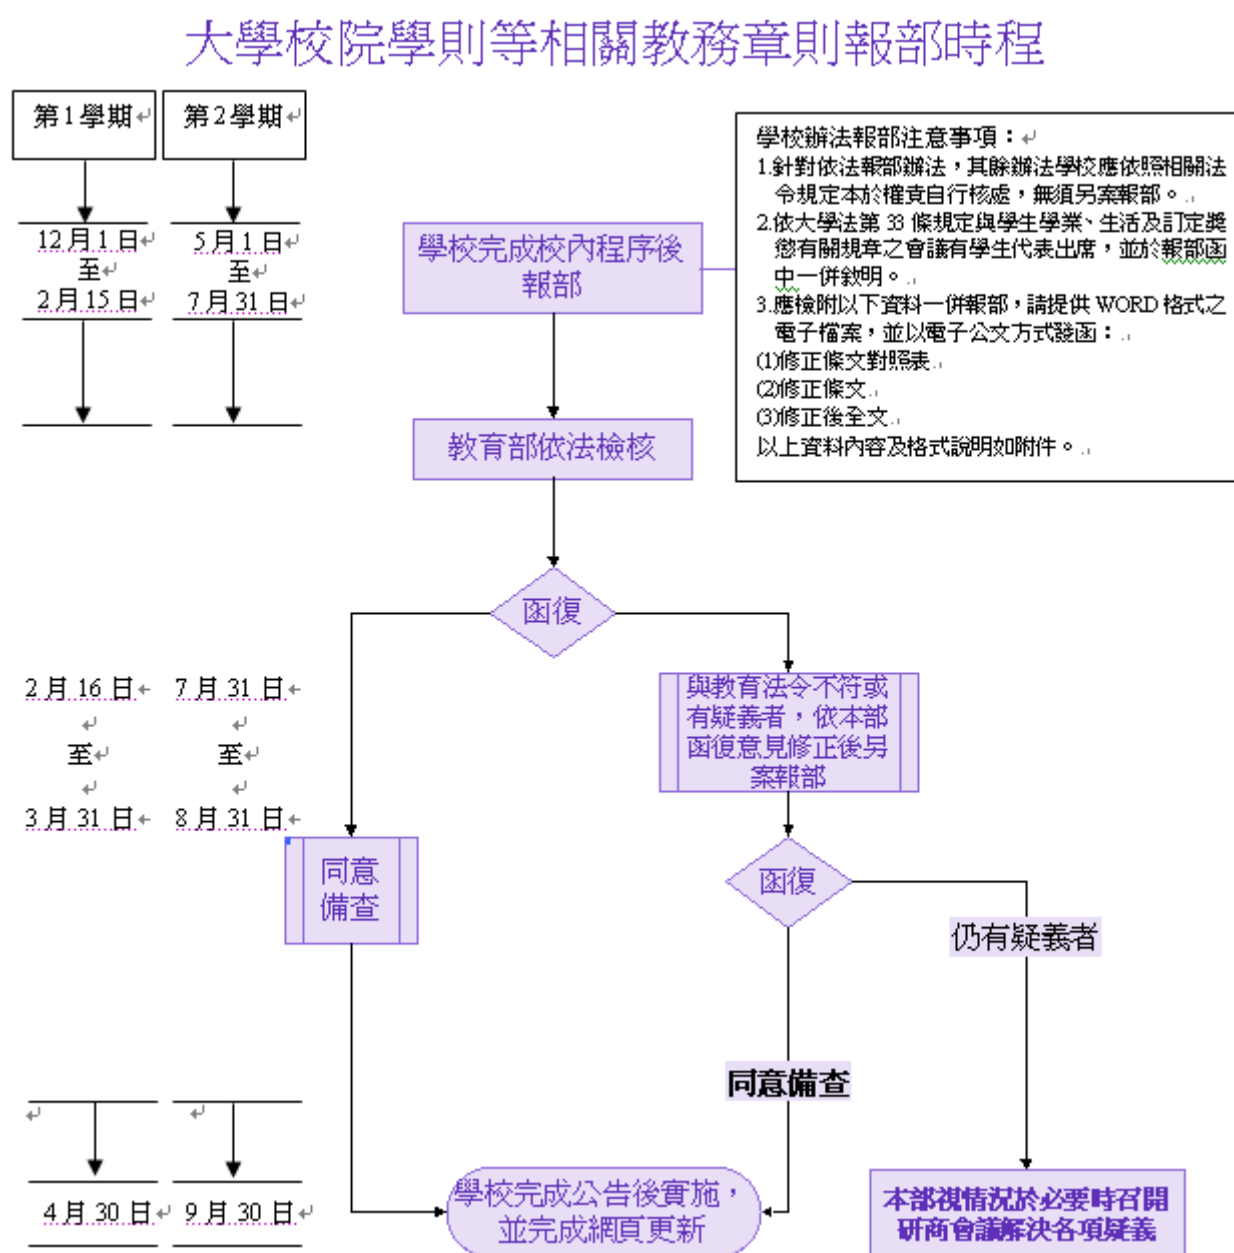 大學校院學則等相關教務章則報部時程
第1學期
第2學期
12月1日
至
2月15日
5月1日
至
7月31日
學校完成校內程序後
報部
學校辦法報部注意事項：
1.針對依法報部辦法，其餘辦法學校應依照相關法
令規定本於權責自行核處，無須另案報部。
2.依大學法第 33 條規定與學生學業、生活及訂定獎
懲有關規章之會議有學生代表出席，並於報部函
中一併敘明。
3.應檢附以下資料一併報部，請提供 WORD 格式之
電子檔案，並以電子公文方式發函：
(1)修正條文對照表
(2)修正條文
(3)修正後全文
以上資料內容及格式說明如附件。
教育部依法檢核
函復
2月 16 日
至
3月 31 日
7月 31 日
至
8月 31 日
與教育法令不符或
有疑義者，依本部
函復意見修正後另
案報部
同意
備查
函復
仍有疑義者
同意備查
4月30日
9月30日
學校完成公告後實施，
並完成網頁更新
本部視情況於必要時召開
研商會議解決各項疑義